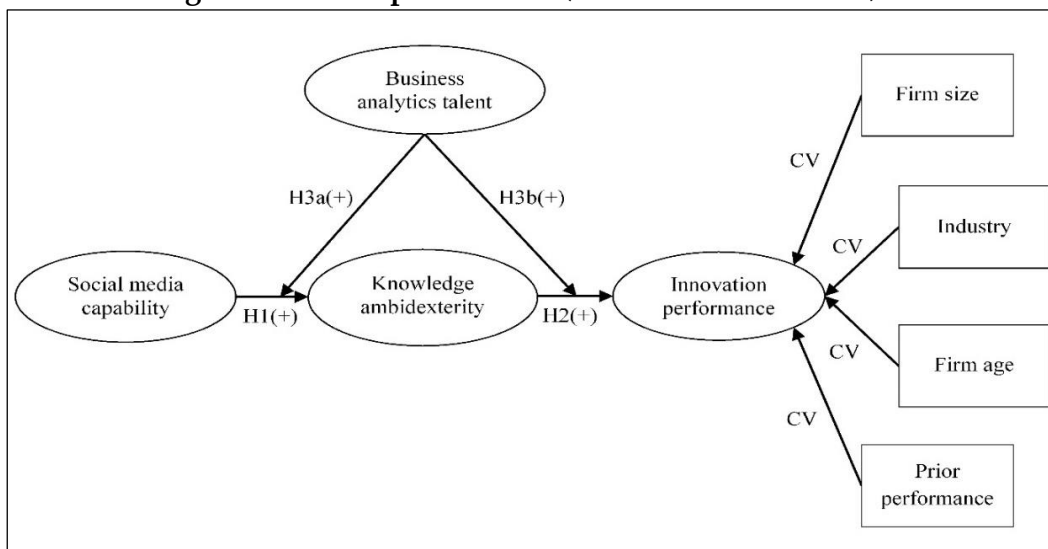 Business
analytics talent
Firm size
CV
H3a(+)
H3b(+)
Industry
CV
Social media
capability
Knowledge
ambidexterity
Innovation
performance
H1(+)
H2(+)
CV
Firm age
CV
Prior
performance